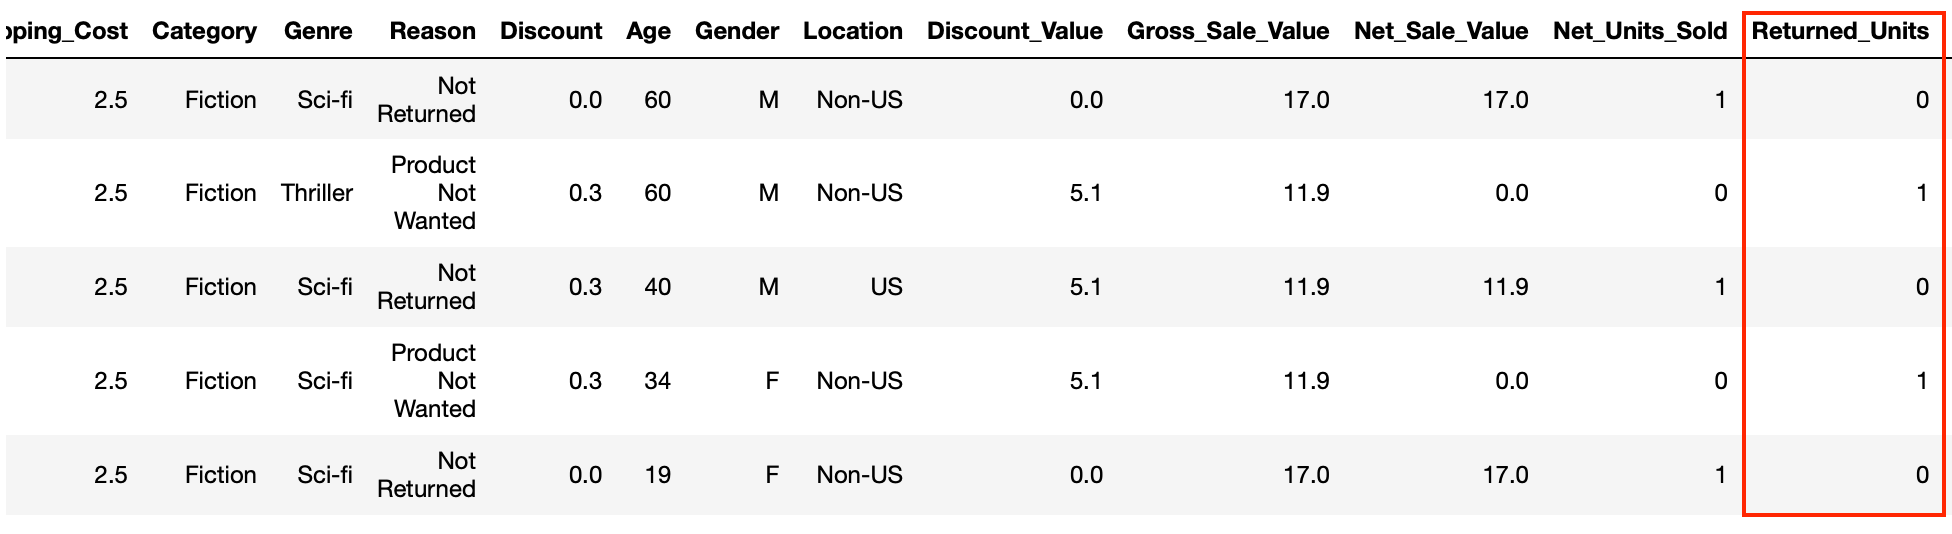 pping_Cost Category Genre Reason Discount Age Gender Location Discount_Value Gross_Sale_Value Net_Sale_Value Net_Units_Sold Returned_Units
2.5 Fiction Sci-fi Not Returned 0.0 60 M Non-US 0.0 17.0 17.0 1 0
2.5 Fiction Thriller Product Not Wanted 0.3 60 M Non-US 5.1 11.9 0.0 0 1
2.5 Fiction Sci-fi Not Returned 0.3 40 M US 5.1 11.9 11.9 1 0
2.5 Fiction Sci-fi Product Not Wanted 0.3 34 F Non-US 5.1 11.9 0.0 0 1
2.5 Fiction Sci-fi Not Returned 0.0 19 F Non-US 0.0 17.0 17.0 1 0